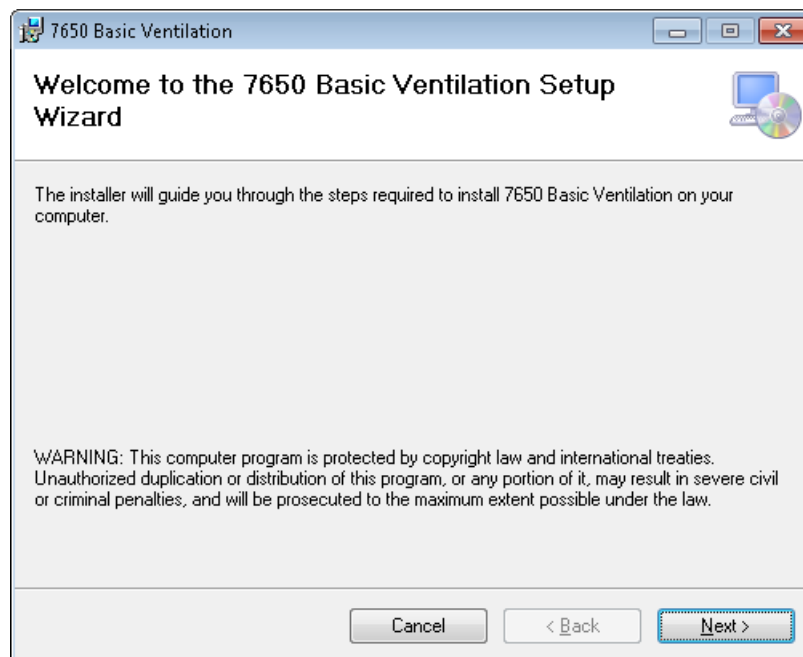 7650 Basic Ventilation
Welcome to the 7650 Basic Ventilation Setup
Wizard
The installer will guide you through the steps required to install 7650 Basic Ventilation on your
computer.
WARNING: This computer program is protected by copyright law and international treaties.
Unauthorized duplication or distribution of this program, or any portion of it, may result in severe civil
or criminal penalties, and will be prosecuted to the maximum extent possible under the law.
Cancel
< Back
Next >